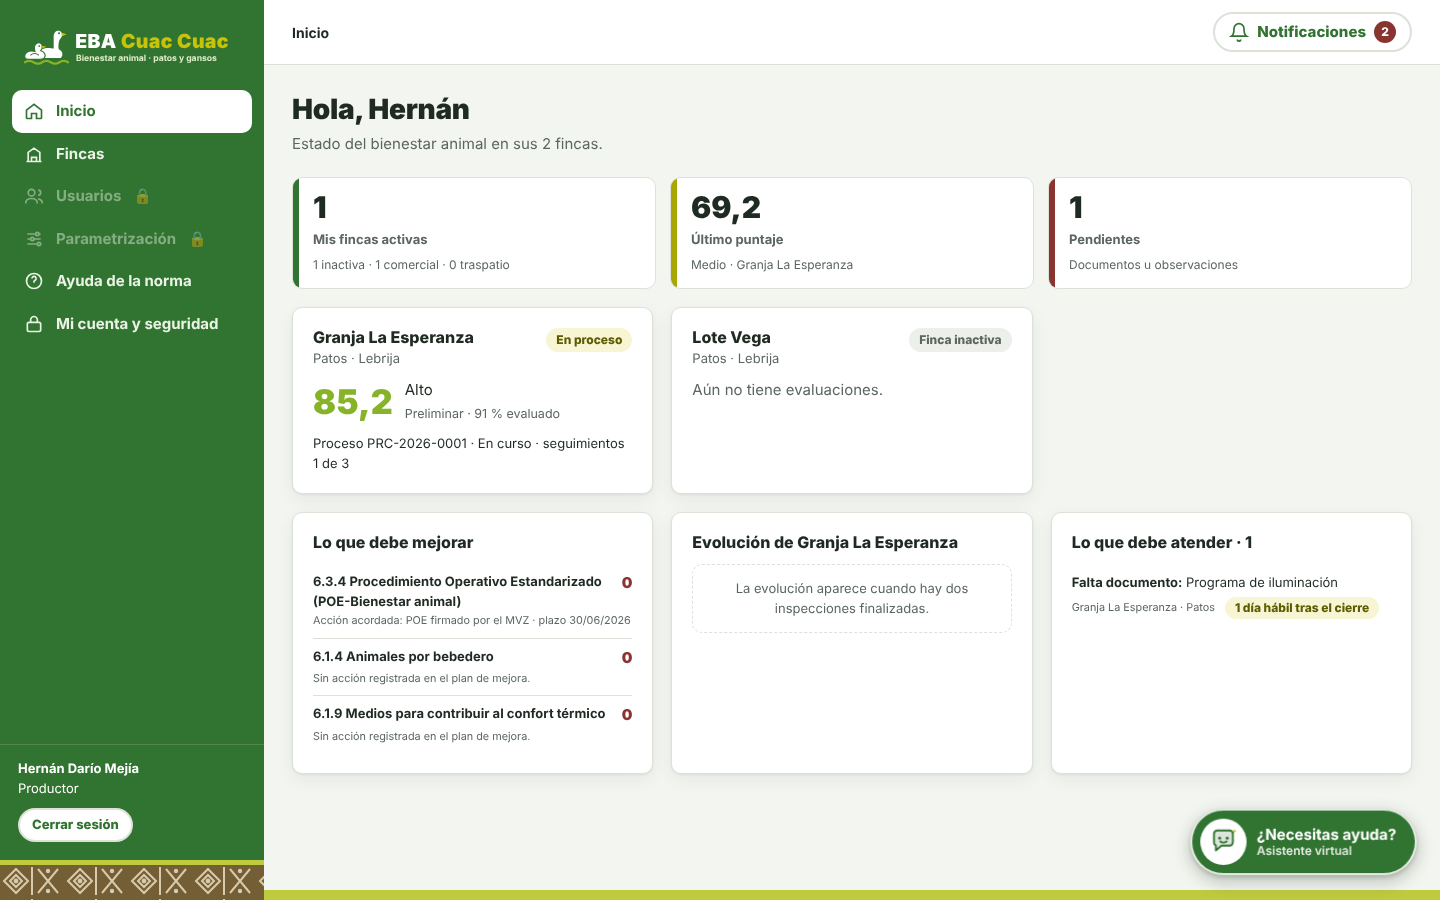 EBA Cuac Cuac
Bienestar animal · patos y gansos
Inicio
Fincas
Usuarios
Parametrización
Ayuda de la norma
Mi cuenta y seguridad
Hernán Darío Mejía
Productor
Cerrar sesión
Inicio
Notificaciones 2
Hola, Hernán
Estado del bienestar animal en sus 2 fincas.
1
Mis fincas activas
1 inactiva · 1 comercial · 0 traspatio
69,2
Último puntaje
Medio · Granja La Esperanza
1
Pendientes
Documentos u observaciones
Granja La Esperanza
En proceso
Patos · Lebrija
85,2
Alto
Preliminar · 91 % evaluado
Proceso PRC-2026-0001 · En curso · seguimientos
1 de 3
Lote Vega
Finca inactiva
Patos · Lebrija
Aún no tiene evaluaciones.
Lo que debe mejorar
6.3.4 Procedimiento Operativo Estandarizado
(POE-Bienestar animal)
0
Acción acordada: POE firmado por el MVZ · plazo 30/06/2026
6.1.4 Animales por bebedero
0
Sin acción registrada en el plan de mejora.
6.1.9 Medios para contribuir al confort térmico
0
Sin acción registrada en el plan de mejora.
Evolución de Granja La Esperanza
La evolución aparece cuando hay dos
inspecciones finalizadas.
Lo que debe atender · 1
Falta documento: Programa de iluminación
Granja La Esperanza · Patos
1 día hábil tras el cierre
¿Necesitas ayuda?
Asistente virtual